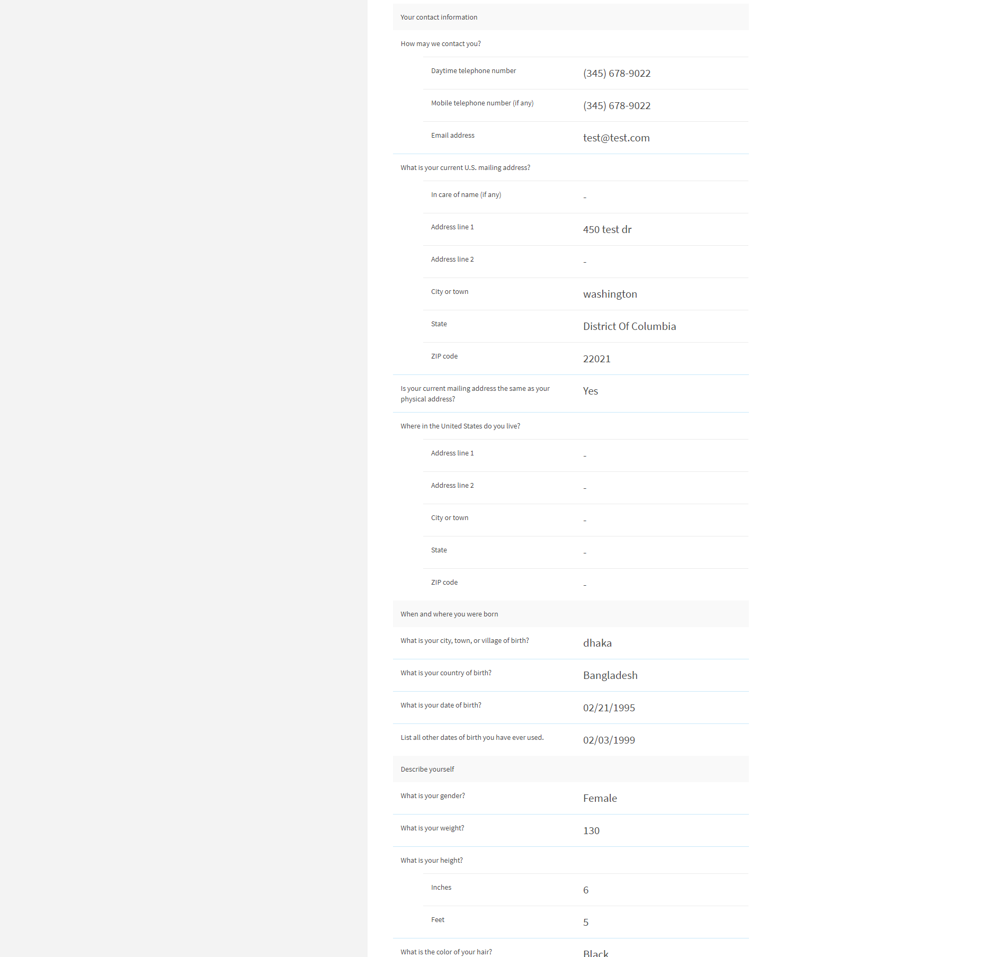 Your contact information
How may we contact you?
Daytime telephone number (345) 678-9022
Mobile telephone number (if any) (345) 678-9022
Email address test@test.com
What is your current U.S. mailing address?
In care of name (if any) -
Address line 1 450 test dr
Address line 2 -
City or town washington
State District Of Columbia
ZIP code 22021
Is your current mailing address the same as your Yes
physical address?
Where in the United States do you live?
Address line 1 -
Address line 2 -
City or town -
State -
ZIP code -
When and where you were born
What is your city, town, or village of birth? dhaka
What is your country of birth? Bangladesh
What is your date of birth? 02/21/1995
List all other dates of birth you have ever used. 02/03/1999
Describe yourself
What is your gender? Female
What is your weight? 130
What is your height?
Inches 6
Feet 5
What is the color of your hair? Black